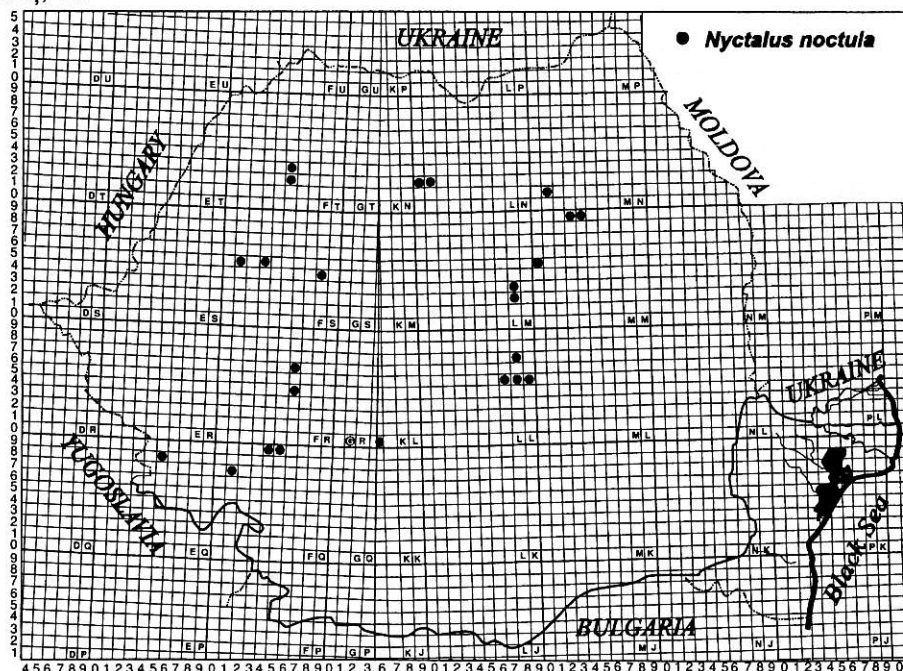 UKRAINE
Nyctalus noctula
DU EU FU GU KP LP MP
MOLDOVA
HUNGARY
DT ET FT GT KN LN MN
DS ES FS GS KM LM MM NM PM
UKRAINE
DR ER FR GR KL LL ML NL PL
YUGOSLAVIA
Black Sea
DQ EQ FQ GQ KK LK MK NK PK
BULGARIA
DP EP FP GP KJ LJ MJ NJ PJ